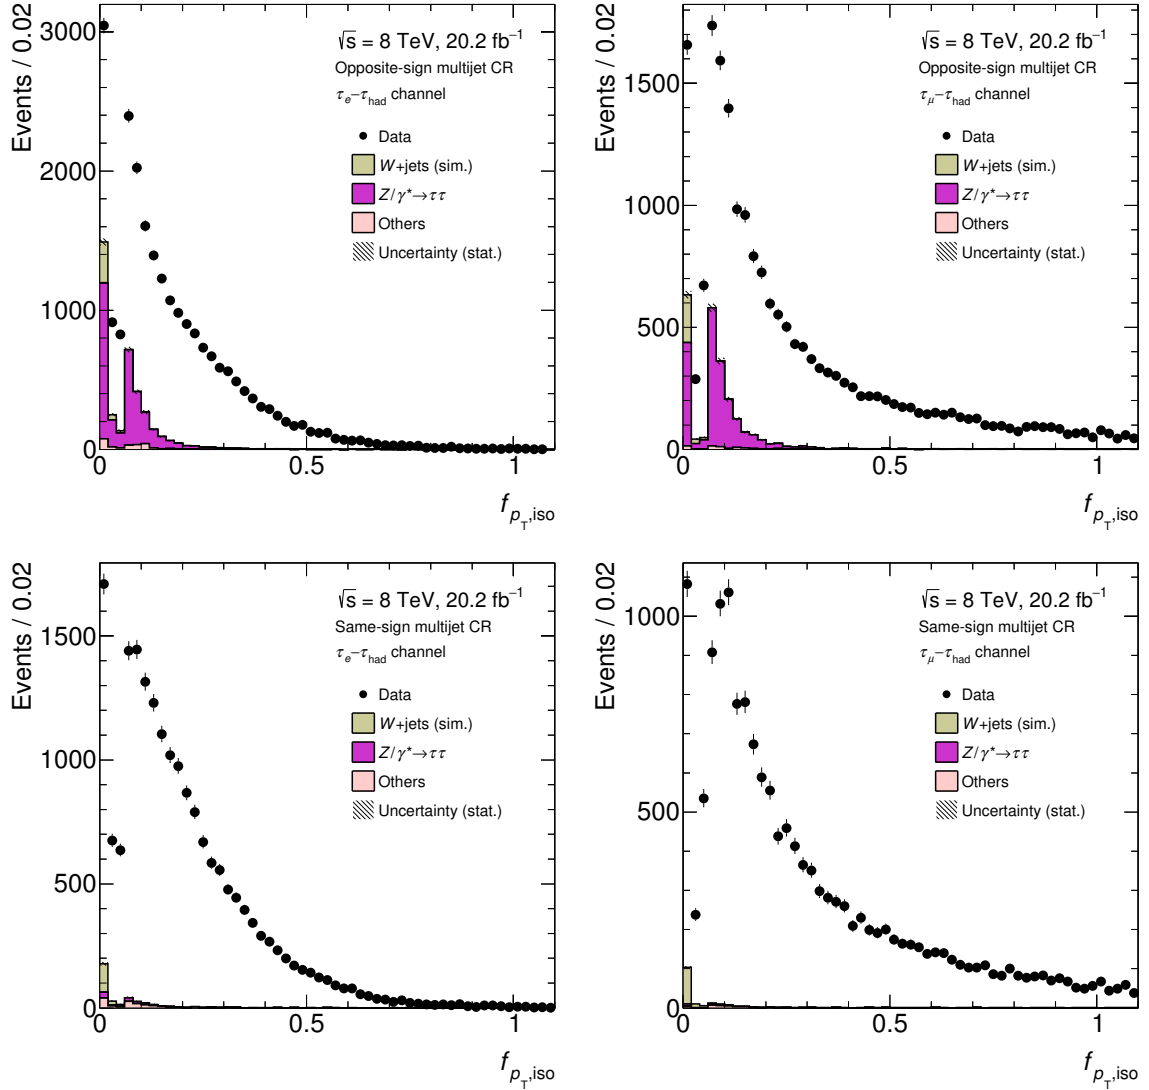 Events / 0.02
3000
2000
1000
0
√s = 8 TeV, 20.2 fb⁻¹
Opposite-sign multijet CR
τe−τhad channel
Data
W+jets (sim.)
Z/γ*→ττ
Others
Uncertainty (stat.)
0 0.5 1
f pT,iso
Events / 0.02
1500
1000
500
0
√s = 8 TeV, 20.2 fb⁻¹
Opposite-sign multijet CR
τμ−τhad channel
Data
W+jets (sim.)
Z/γ*→ττ
Others
Uncertainty (stat.)
0 0.5 1
f pT,iso
Events / 0.02
1500
1000
500
0
√s = 8 TeV, 20.2 fb⁻¹
Same-sign multijet CR
τe−τhad channel
Data
W+jets (sim.)
Z/γ*→ττ
Others
Uncertainty (stat.)
0 0.5 1
f pT,iso
Events / 0.02
1000
500
0
√s = 8 TeV, 20.2 fb⁻¹
Same-sign multijet CR
τμ−τhad channel
Data
W+jets (sim.)
Z/γ*→ττ
Others
Uncertainty (stat.)
0 0.5 1
f pT,iso